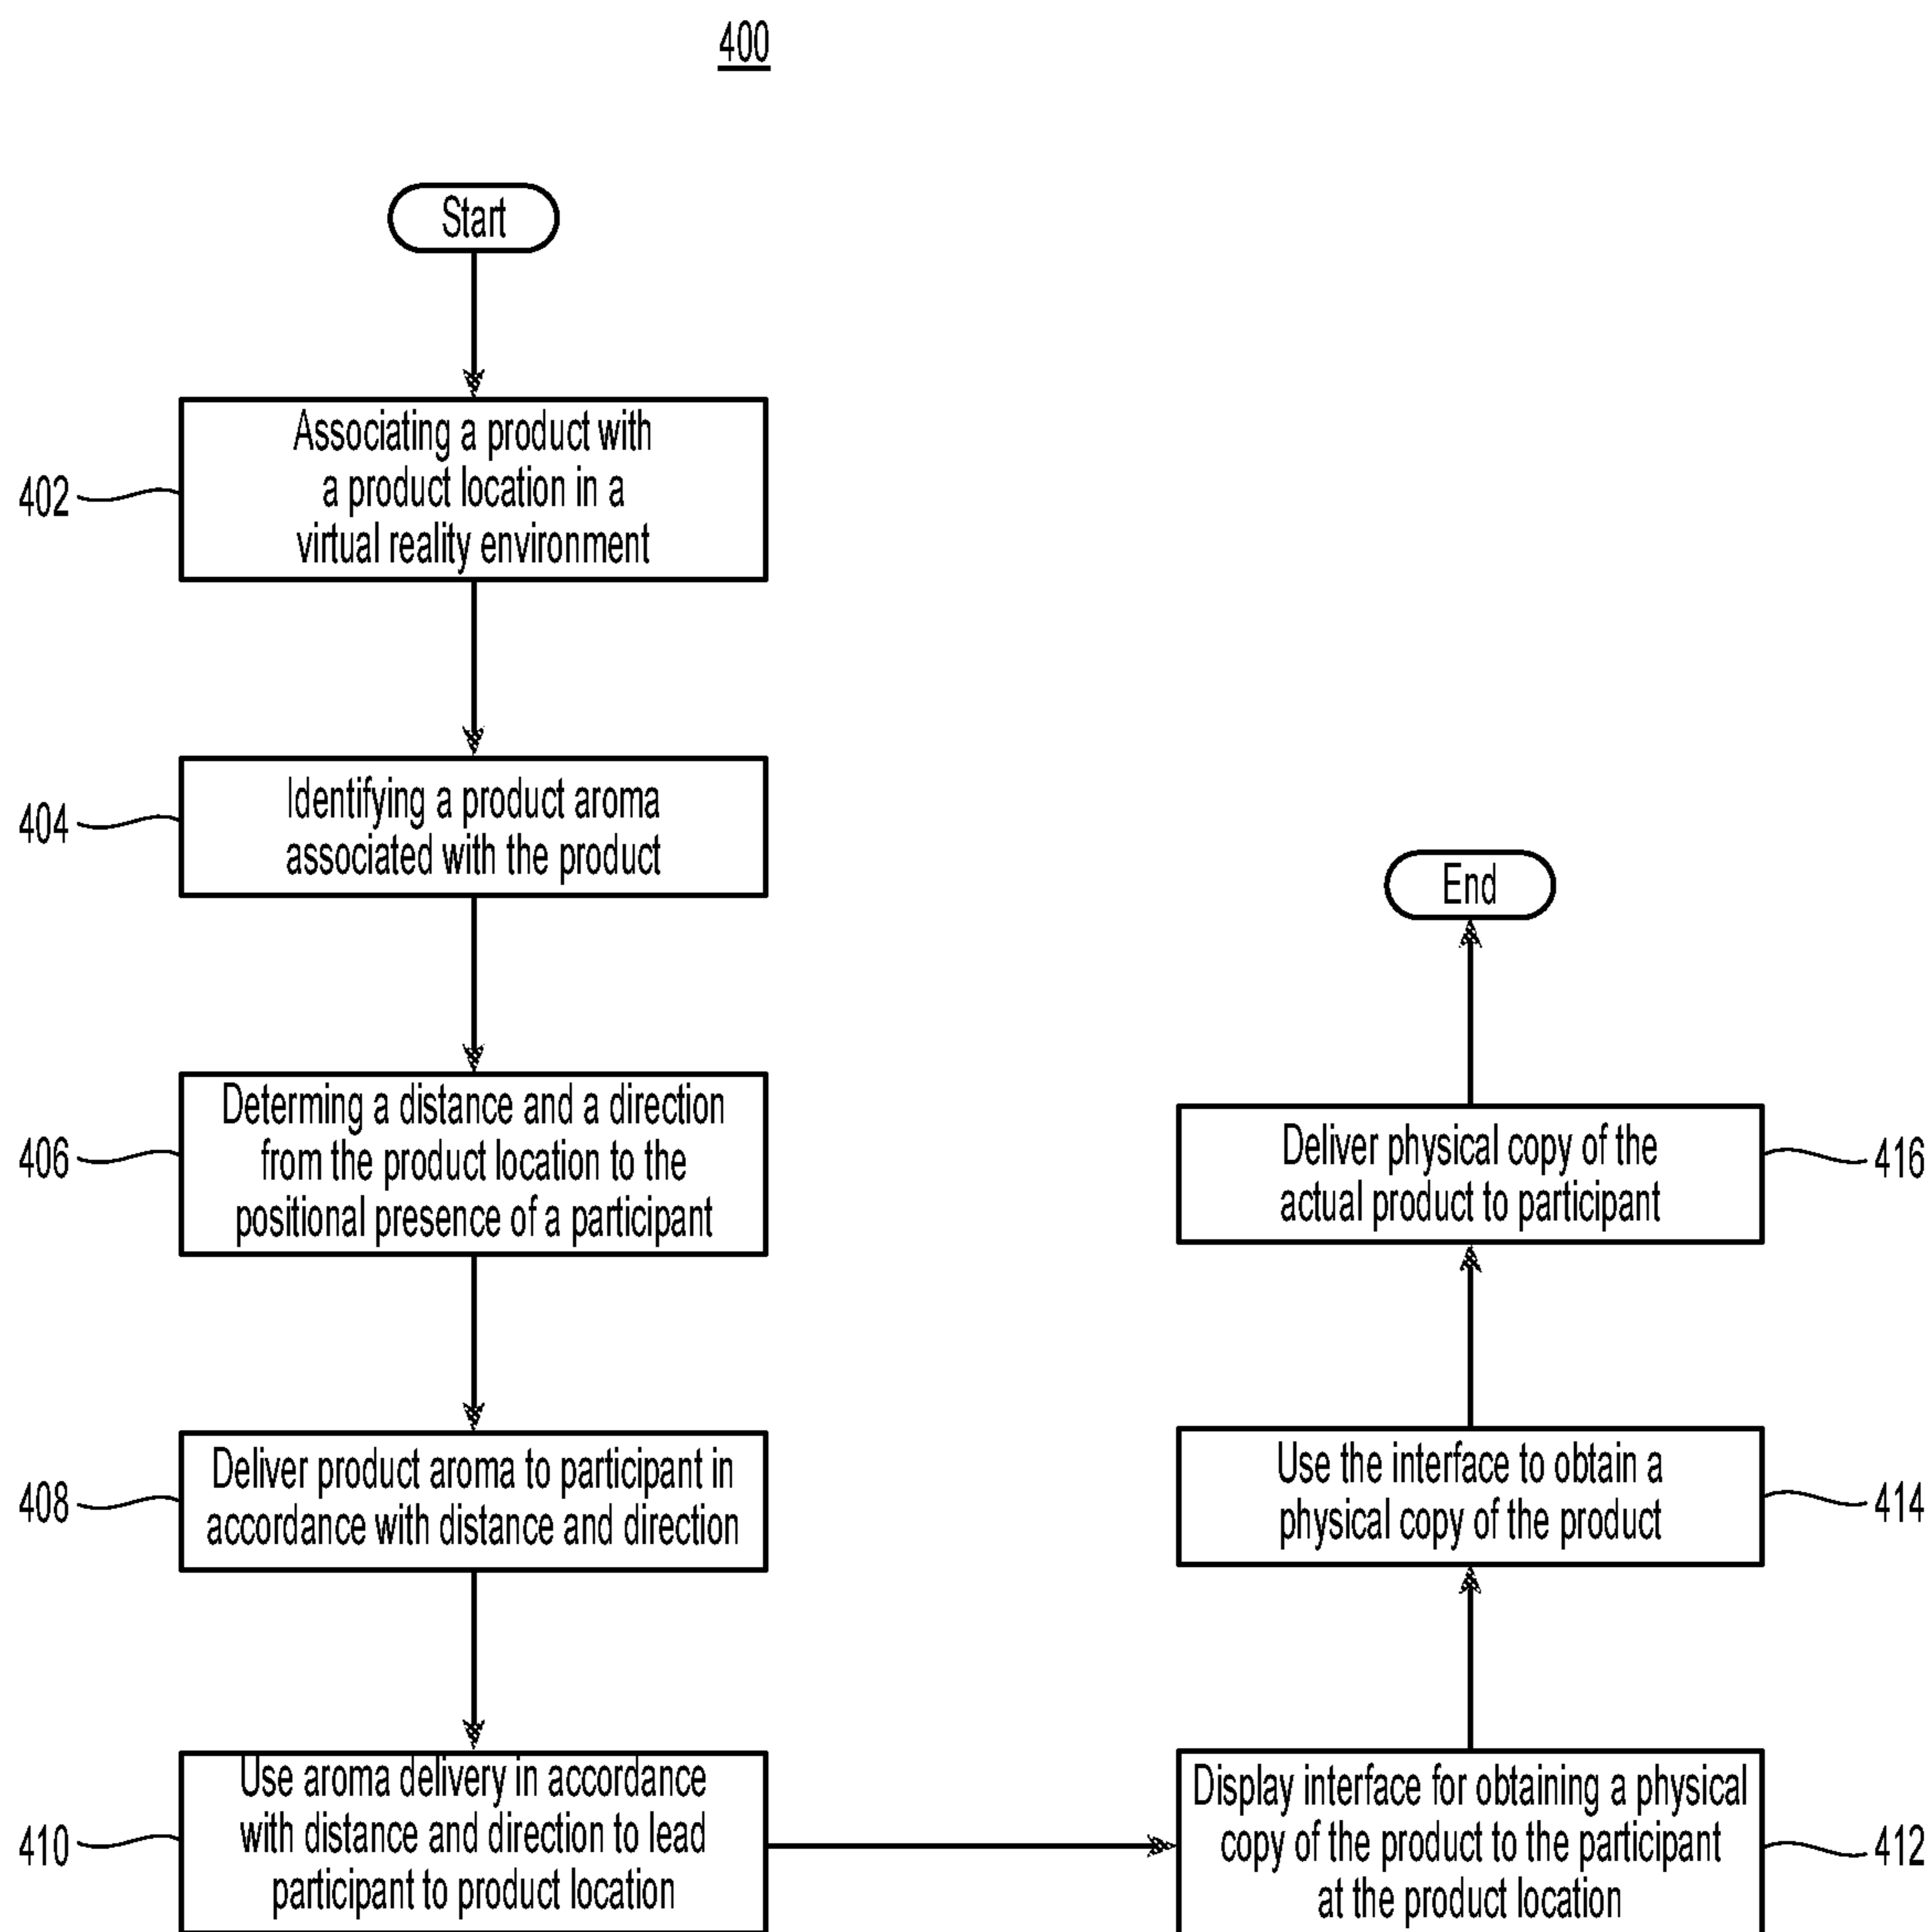 400
Start
402
Associating a product with
a product location in a
virtual reality environment
404
Identifying a product aroma
associated with the product
406
Determing a distance and a direction
from the product location to the
positional presence of a participant
408
Deliver product aroma to participant in
accordance with distance and direction
410
Use aroma delivery in accordance
with distance and direction to lead
participant to product location
Display interface for obtaining a physical
copy of the product to the participant
at the product location
412
Use the interface to obtain a
physical copy of the product
414
Deliver physical copy of the
actual product to participant
416
End